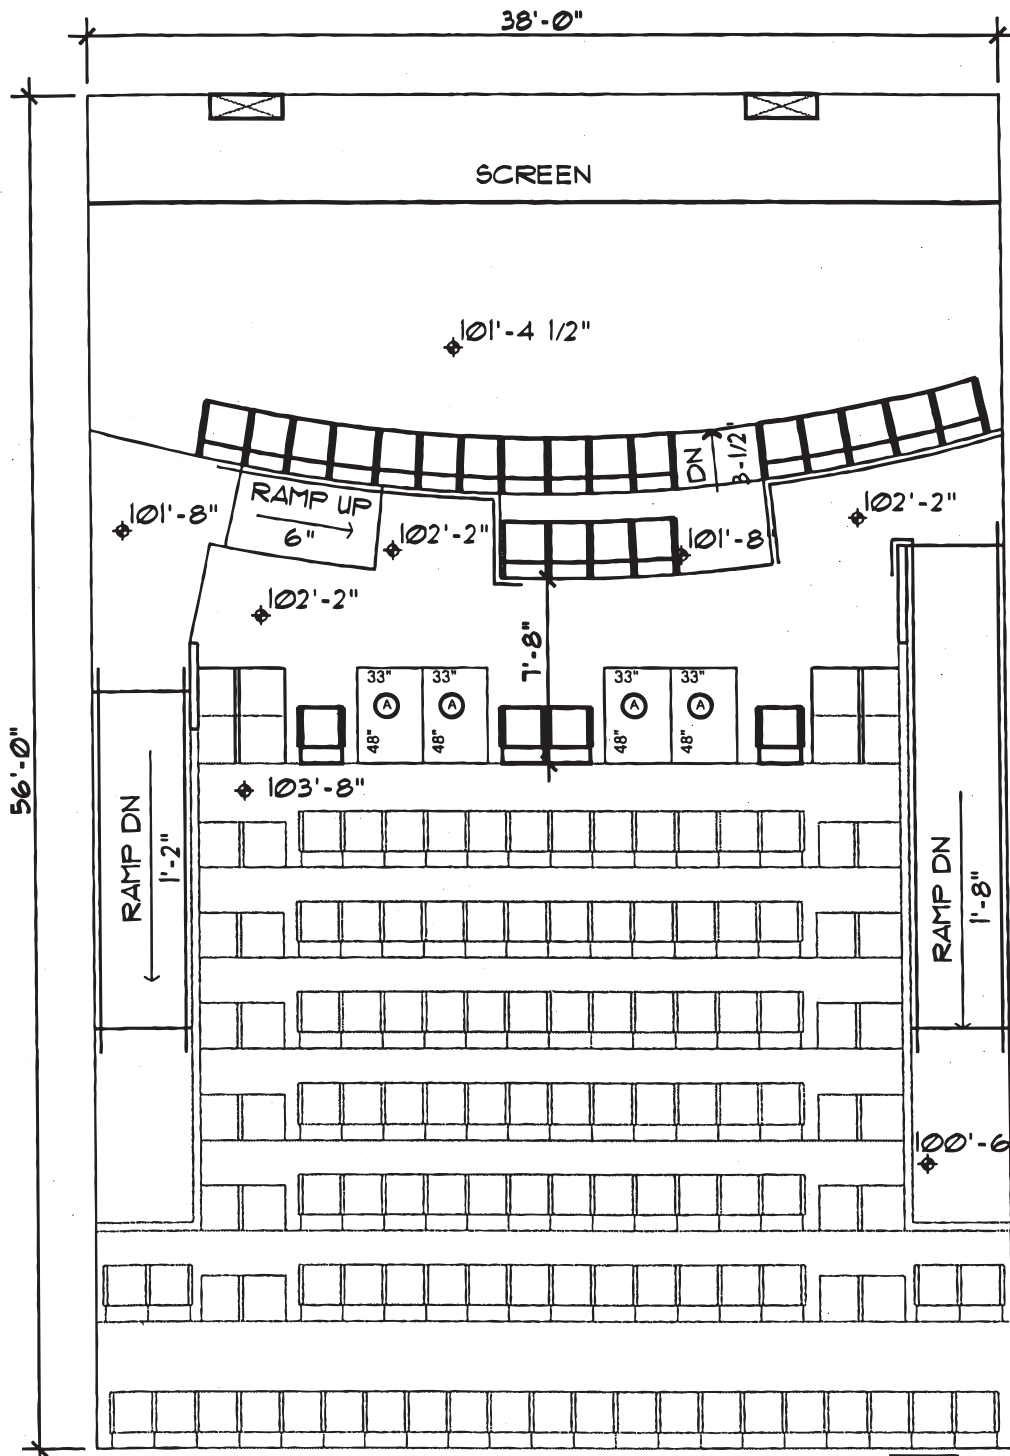 38'-0"
SCREEN
101'-4 1/2"
DN
3-1/2"
RAMP UP
6"
101'-8"
102'-2"
101'-8"
102'-2"
102'-2"
7'-8"
33"
33"
33"
33"
A
A
A
A
48"
48"
48"
48"
56'-0"
103'-8"
RAMP DN
1'-2"
RAMP DN
1'-8"
100'-6